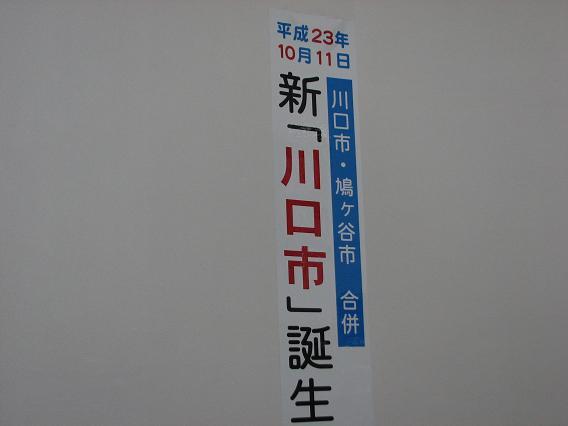 平成23年
10月11日
川口市・鳩ヶ谷市 合併
新「川口市」誕生